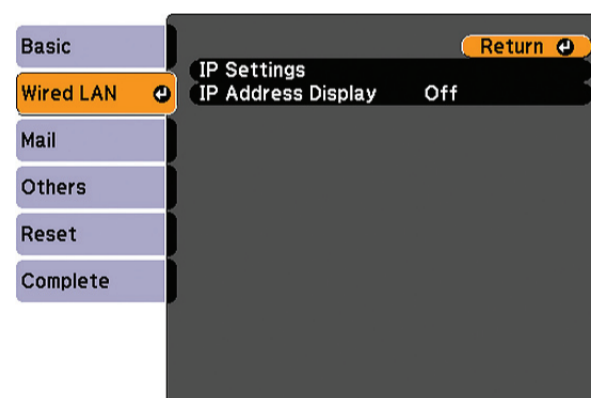 Basic
Wired LAN
Mail
Others
Reset
Complete
Return
IP Settings
IP Address Display Off